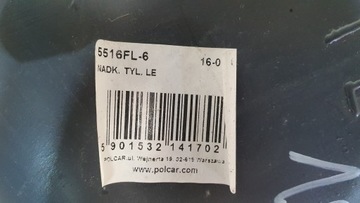 5516FL-6
NADK. TYL. LE 16-0
5 901532 141702
POLCAR ul. Wejnerta 18, 02-619 Warszawa
www.polcar.com